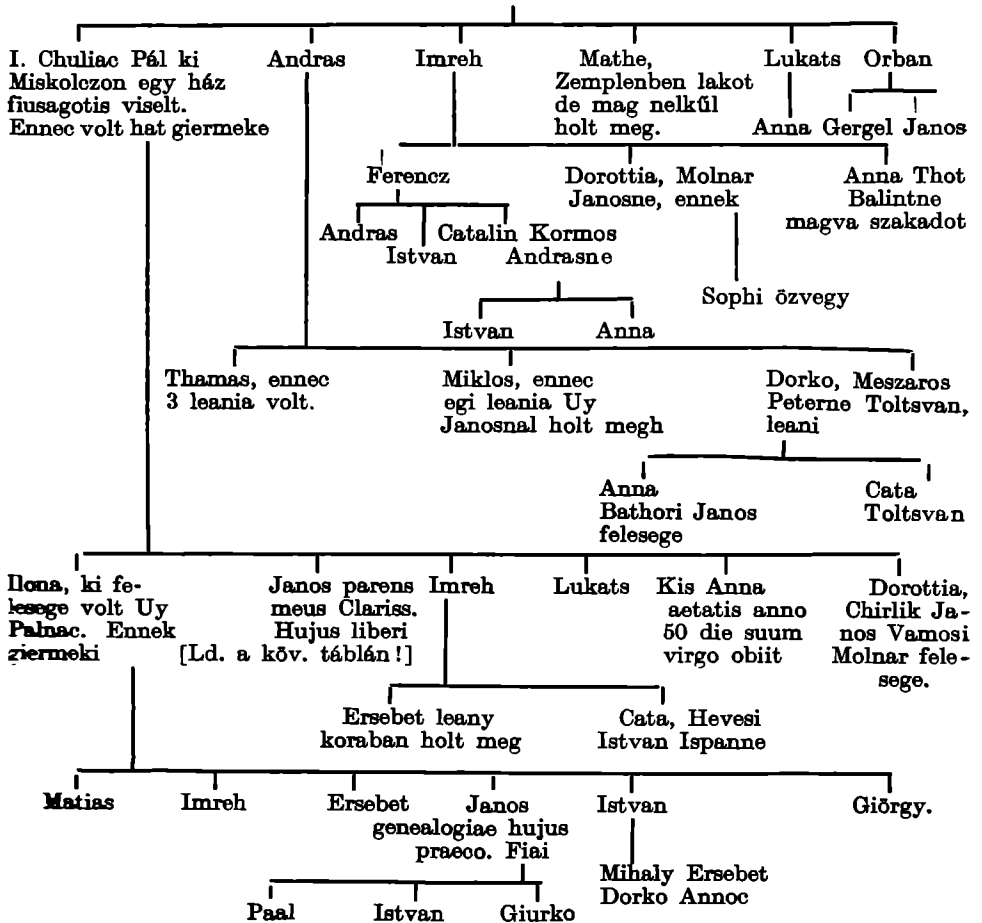 I. Chuliac Pál ki
Miskolczon egy ház
fiusagotis viselt.
Ennec volt hat giermeke
Andras
Imreh
Mathe,
Zemplenben lakot
de mag nelkűl
holt meg.
Lukats
Orban
Anna
Gergel Janos
Ferencz
Dorottia, Molnar
Janosne, ennek
Anna Thot
Balintne
magva szakadot
Andras
Istvan
Catalin Kormos
Andrasne
Sophi özvegy
Istvan
Anna
Thamas, ennec
3 leania volt.
Miklos, ennec
egi leania Uy
Janosnal holt megh
Dorko, Meszaros
Peterne Toltsvan,
leani
Anna
Bathori Janos
felesege
Cata
Toltsvan
Ilona, ki fe-
lesege volt Uy
Palnac. Ennek
giermeki
Janos parens
meus Clariss.
Hujus liberi
[Ld. a köv. táblán!]
Imreh
Lukats
Kis Anna
aetatis anno
50 die suum
virgo obiit
Dorottia,
Chirlik Ja-
nos Vamosi
Molnar fele-
sege.
Ersebet leany
koraban holt meg
Cata, Hevesi
Istvan Ispanne
Matias
Imreh
Ersebet
Janos
genealogiae hujus
praeco. Fiai
Istvan
Giörgy.
Mihaly Ersebet
Dorko Annoc
Paal
Istvan
Giurko